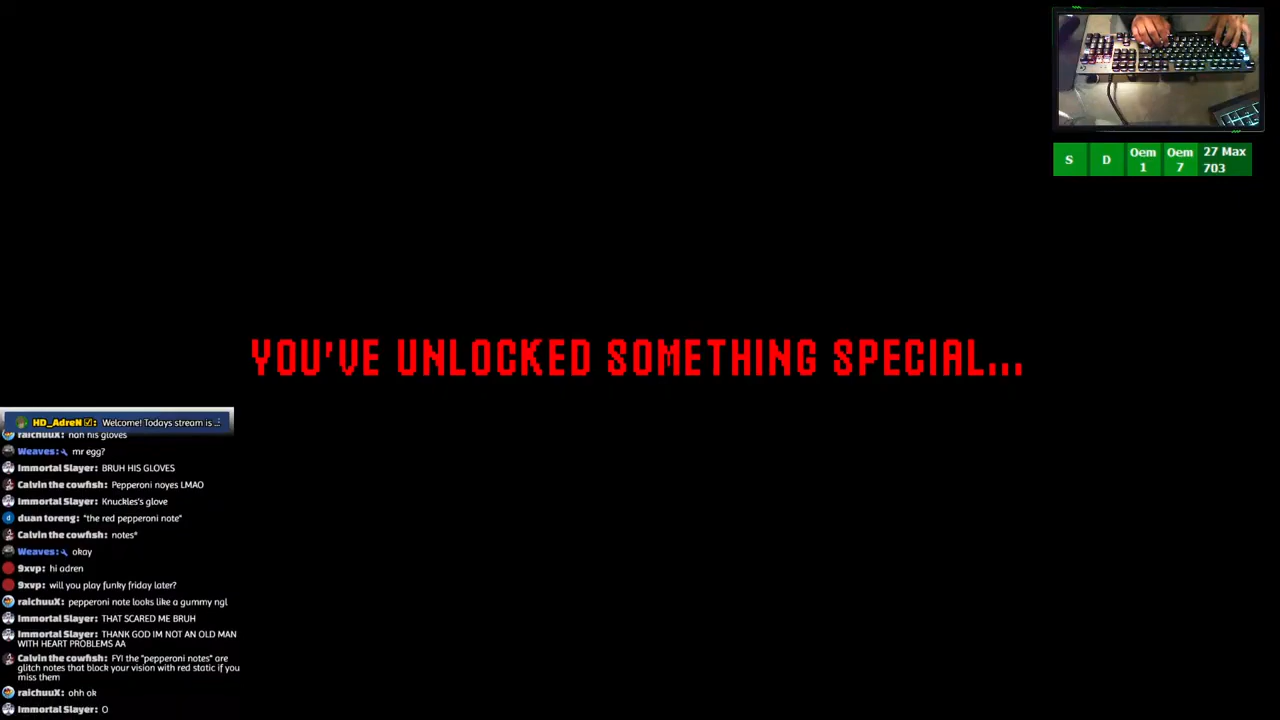 S
D
Oem
1
Oem
7
27 Max
703
YOU'VE UNLOCKED SOMETHING SPECIAL...
HD_AdreN ☑: Welcome! Todays stream is ..:
raichuuX: nah his gloves
Weaves: mr egg?
Immortal Slayer: BRUH HIS GLOVES
Calvin the cowfish: Pepperoni noyes LMAO
Immortal Slayer: Knuckles's glove
d duan toreng: "the red pepperoni note"
Calvin the cowfish: notes*
Weaves: okay
9xvp: hi adren
9xvp: will you play funky friday later?
raichuuX: pepperoni note looks like a gummy ngl
Immortal Slayer: THAT SCARED ME BRUH
Immortal Slayer: THANK GOD IM NOT AN OLD MAN
WITH HEART PROBLEMS AA
Calvin the cowfish: FYI the "pepperoni notes" are
glitch notes that block your vision with red static if you
miss them
raichuuX: ohh ok
Immortal Slayer: O